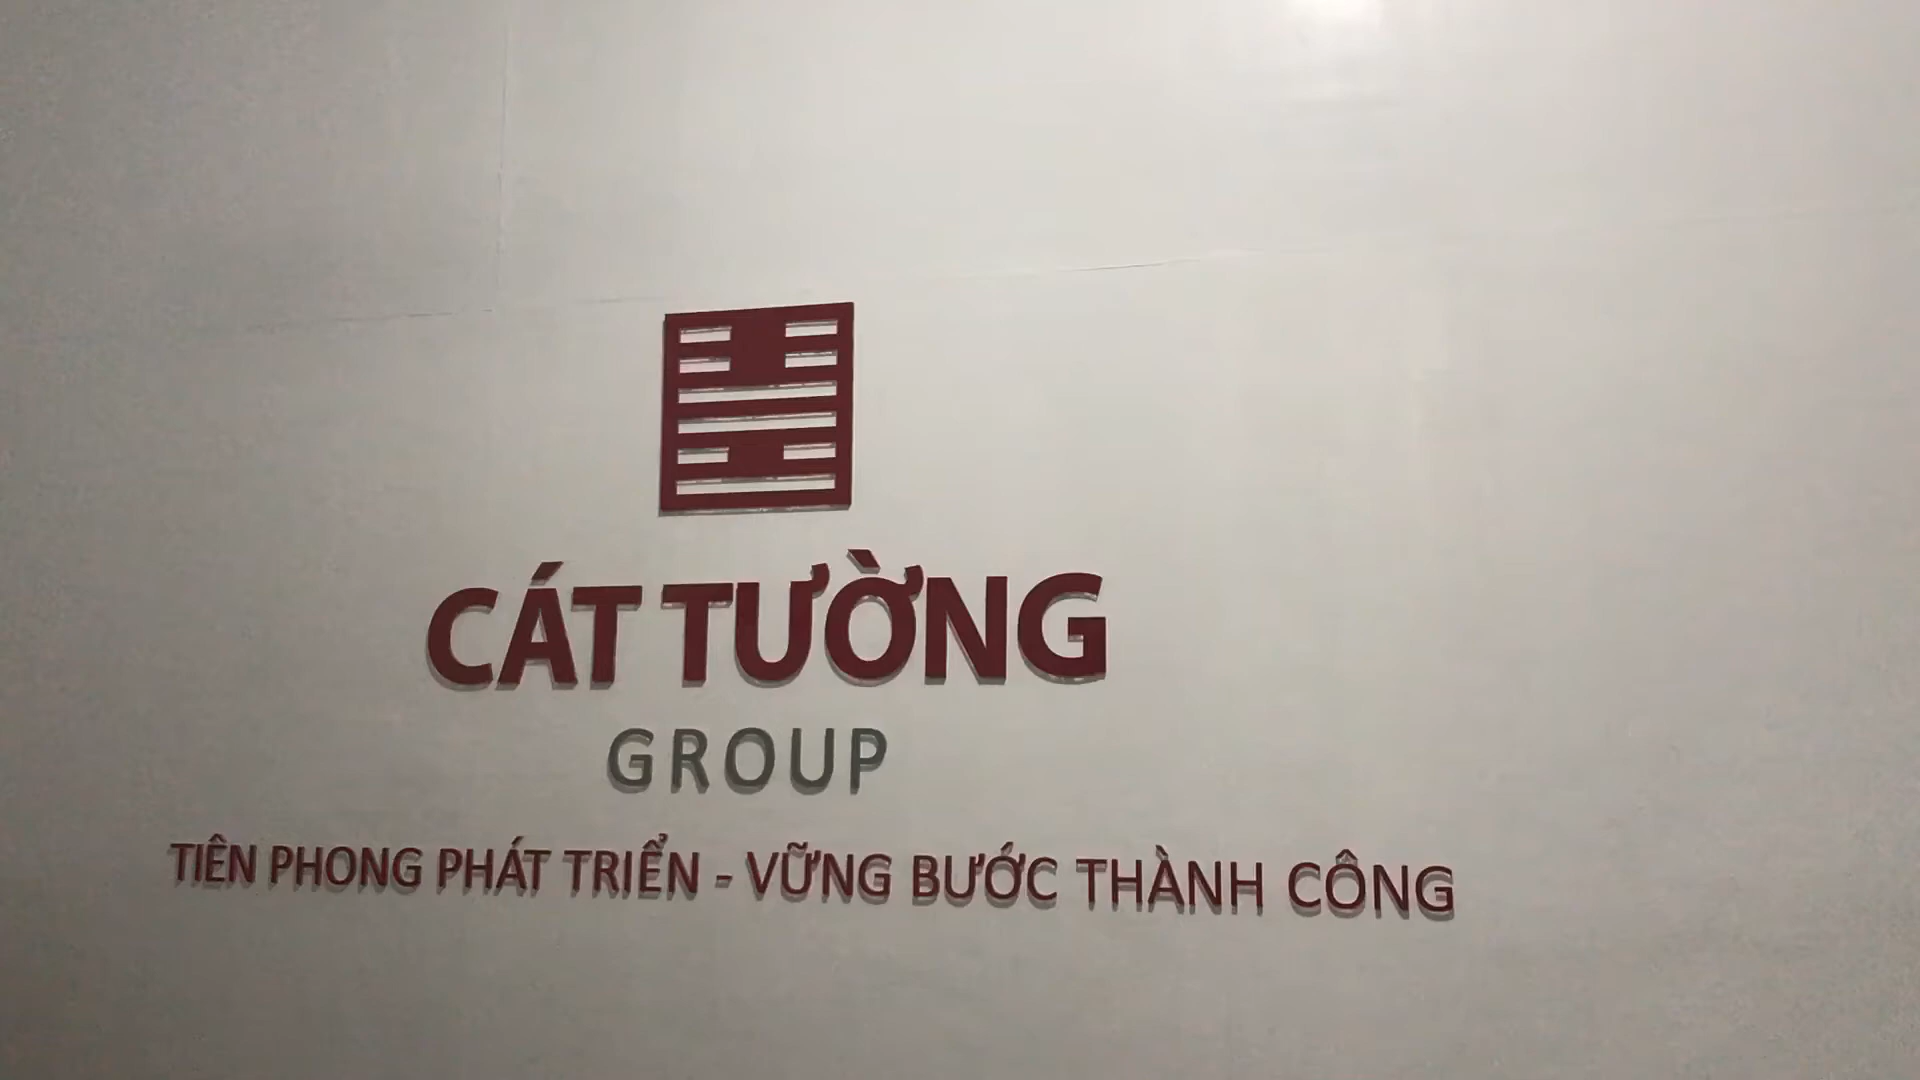 CÁT TƯỜNG
GROUP
TIÊN PHONG PHÁT TRIỂN - VỮNG BƯỚC THÀNH CÔNG